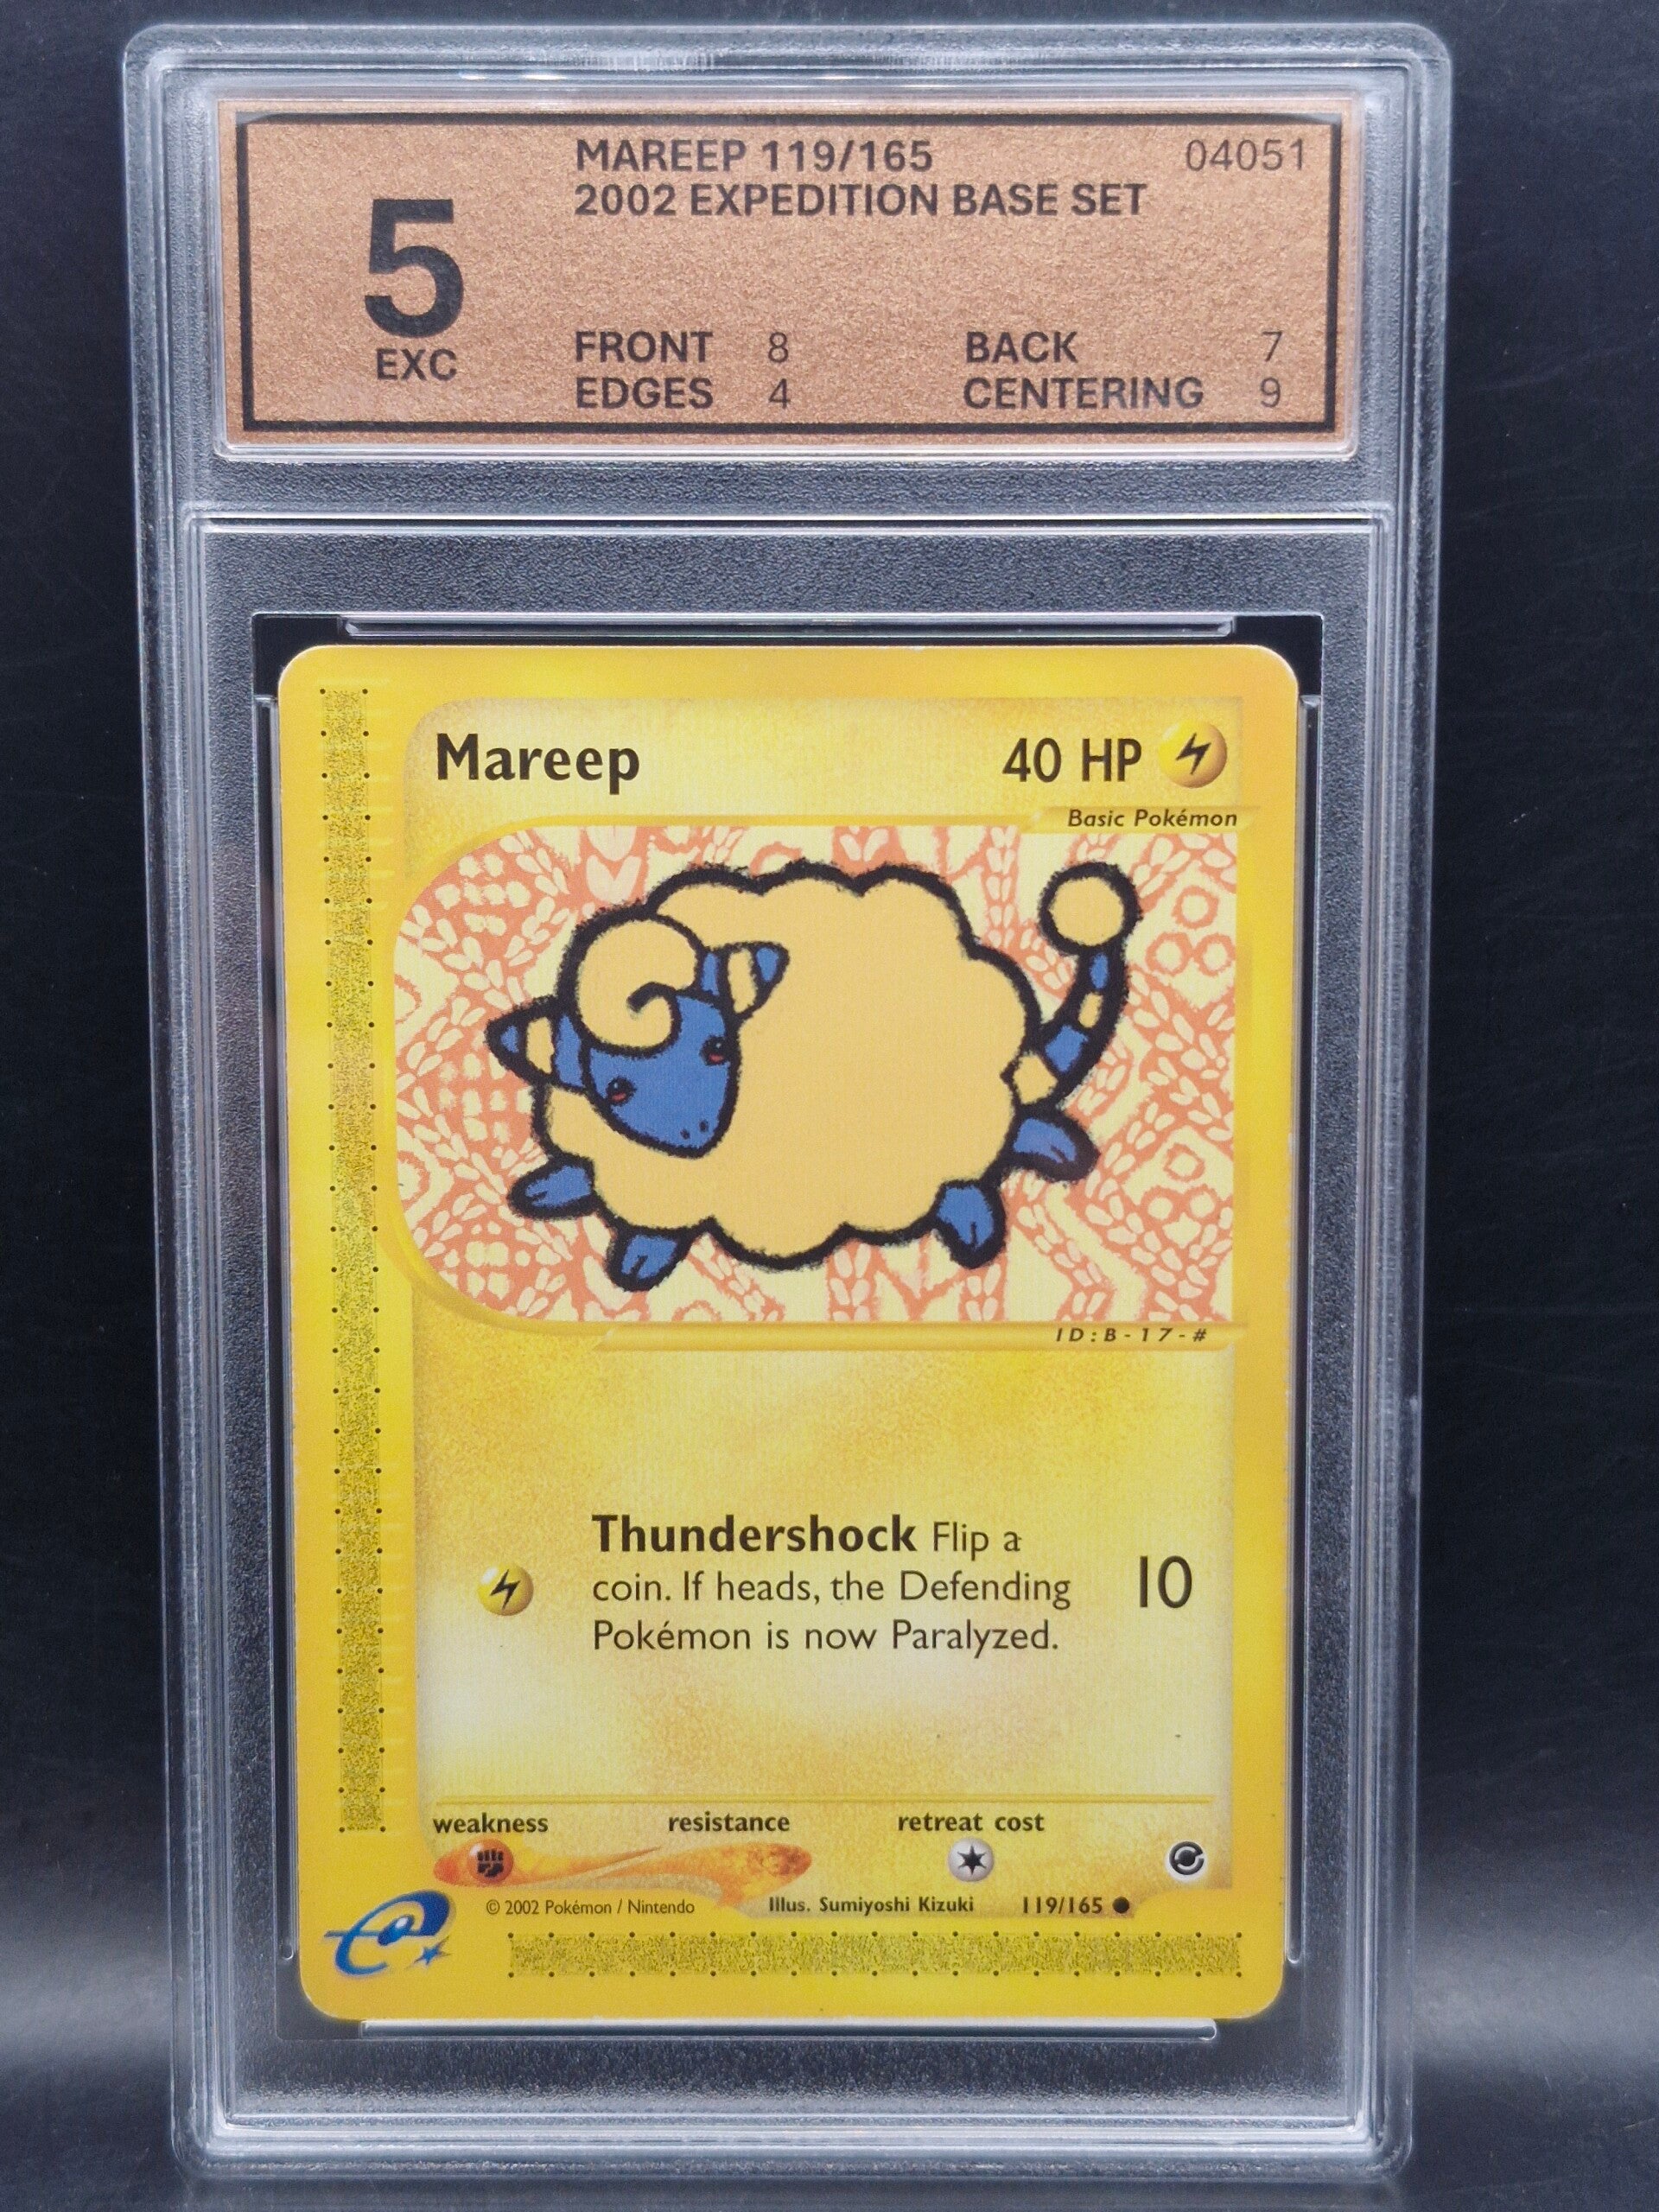 MAREEP 119/165 04051
2002 EXPEDITION BASE SET
5
EXC
FRONT 8 BACK 7
EDGES 4 CENTERING 9
Mareep 40 HP
Basic Pokémon
ID:B-17-#
Thundershock Flip a
coin. If heads, the Defending
Pokémon is now Paralyzed.
10
weakness resistance retreat cost
© 2002 Pokémon / Nintendo Illus. Sumiyoshi Kizuki 119/165
e